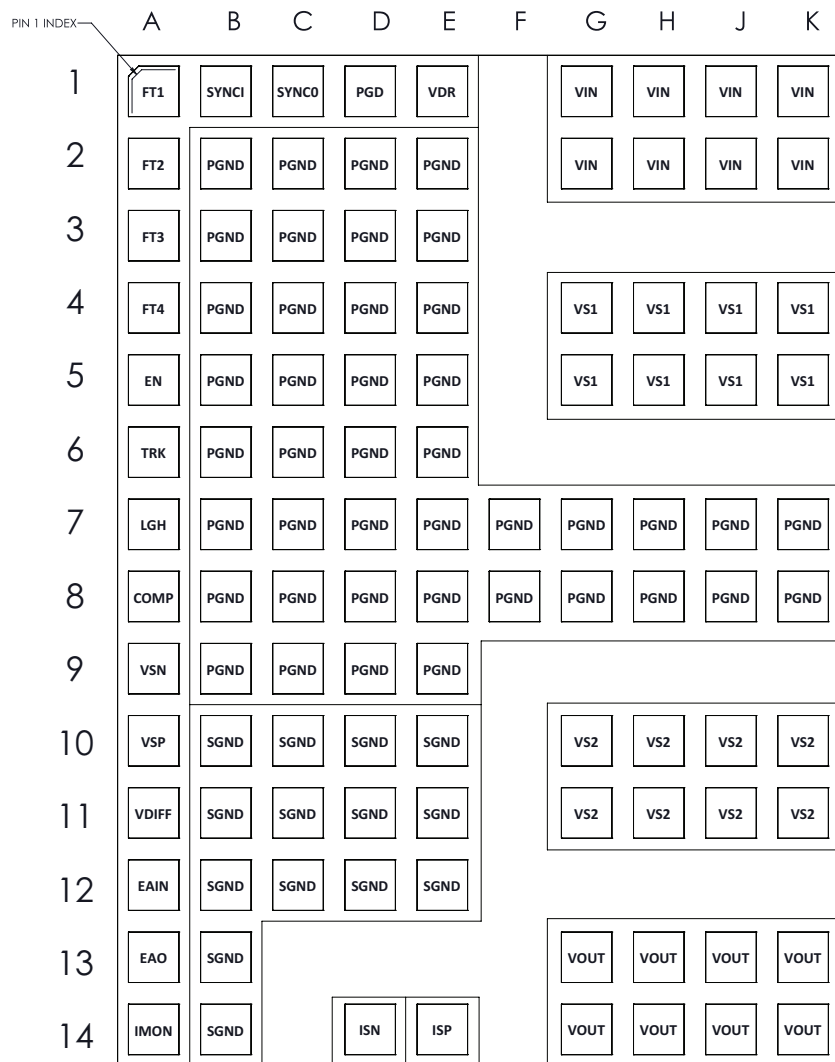 PIN 1 INDEX A B C D E F G H J K
1 FT1 SYNCI SYNC0 PGD VDR VIN VIN VIN VIN
2 FT2 PGND PGND PGND PGND VIN VIN VIN VIN
3 FT3 PGND PGND PGND PGND
4 FT4 PGND PGND PGND PGND VS1 VS1 VS1 VS1
5 EN PGND PGND PGND PGND VS1 VS1 VS1 VS1
6 TRK PGND PGND PGND PGND
7 LGH PGND PGND PGND PGND PGND PGND PGND PGND PGND
8 COMP PGND PGND PGND PGND PGND PGND PGND PGND PGND
9 VSN PGND PGND PGND PGND
10 VSP SGND SGND SGND SGND VS2 VS2 VS2 VS2
11 VDIFF SGND SGND SGND SGND VS2 VS2 VS2 VS2
12 EAIN SGND SGND SGND SGND
13 EAO SGND VOUT VOUT VOUT VOUT
14 IMON SGND ISN ISP VOUT VOUT VOUT VOUT